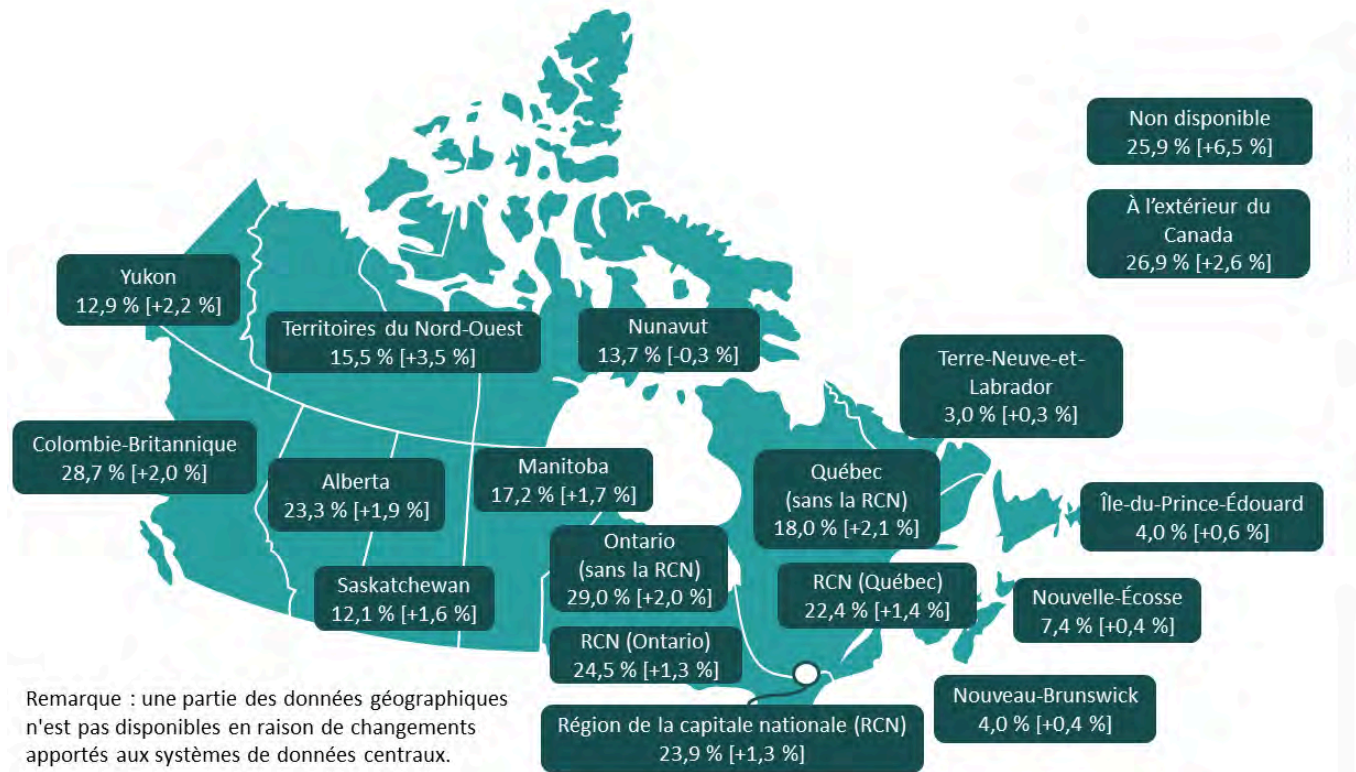 Non disponible
25,9 % [+6,5 %]
À l'extérieur du
Canada
26,9 % [+2,6 %]
Yukon
12,9 % [+2,2 %]
Territoires du Nord-Ouest
15,5 % [+3,5 %]
Nunavut
13,7 % [-0,3 %]
Terre-Neuve-et-
Labrador
3,0 % [+0,3 %]
Colombie-Britannique
28,7 % [+2,0 %]
Alberta
23,3 % [+1,9 %]
Manitoba
17,2 % [+1,7 %]
Québec
(sans la RCN)
18,0 % [+2,1 %]
Île-du-Prince-Édouard
4,0 % [+0,6 %]
Ontario
(sans la RCN)
29,0 % [+2,0 %]
Saskatchewan
12,1 % [+1,6 %]
RCN (Québec)
22,4 % [+1,4 %]
Nouvelle-Écosse
7,4 % [+0,4 %]
RCN (Ontario)
24,5 % [+1,3 %]
Nouveau-Brunswick
4,0 % [+0,4 %]
Région de la capitale nationale (RCN)
23,9 % [+1,3 %]
Remarque : une partie des données géographiques
n'est pas disponibles en raison de changements
apportés aux systèmes de données centraux.